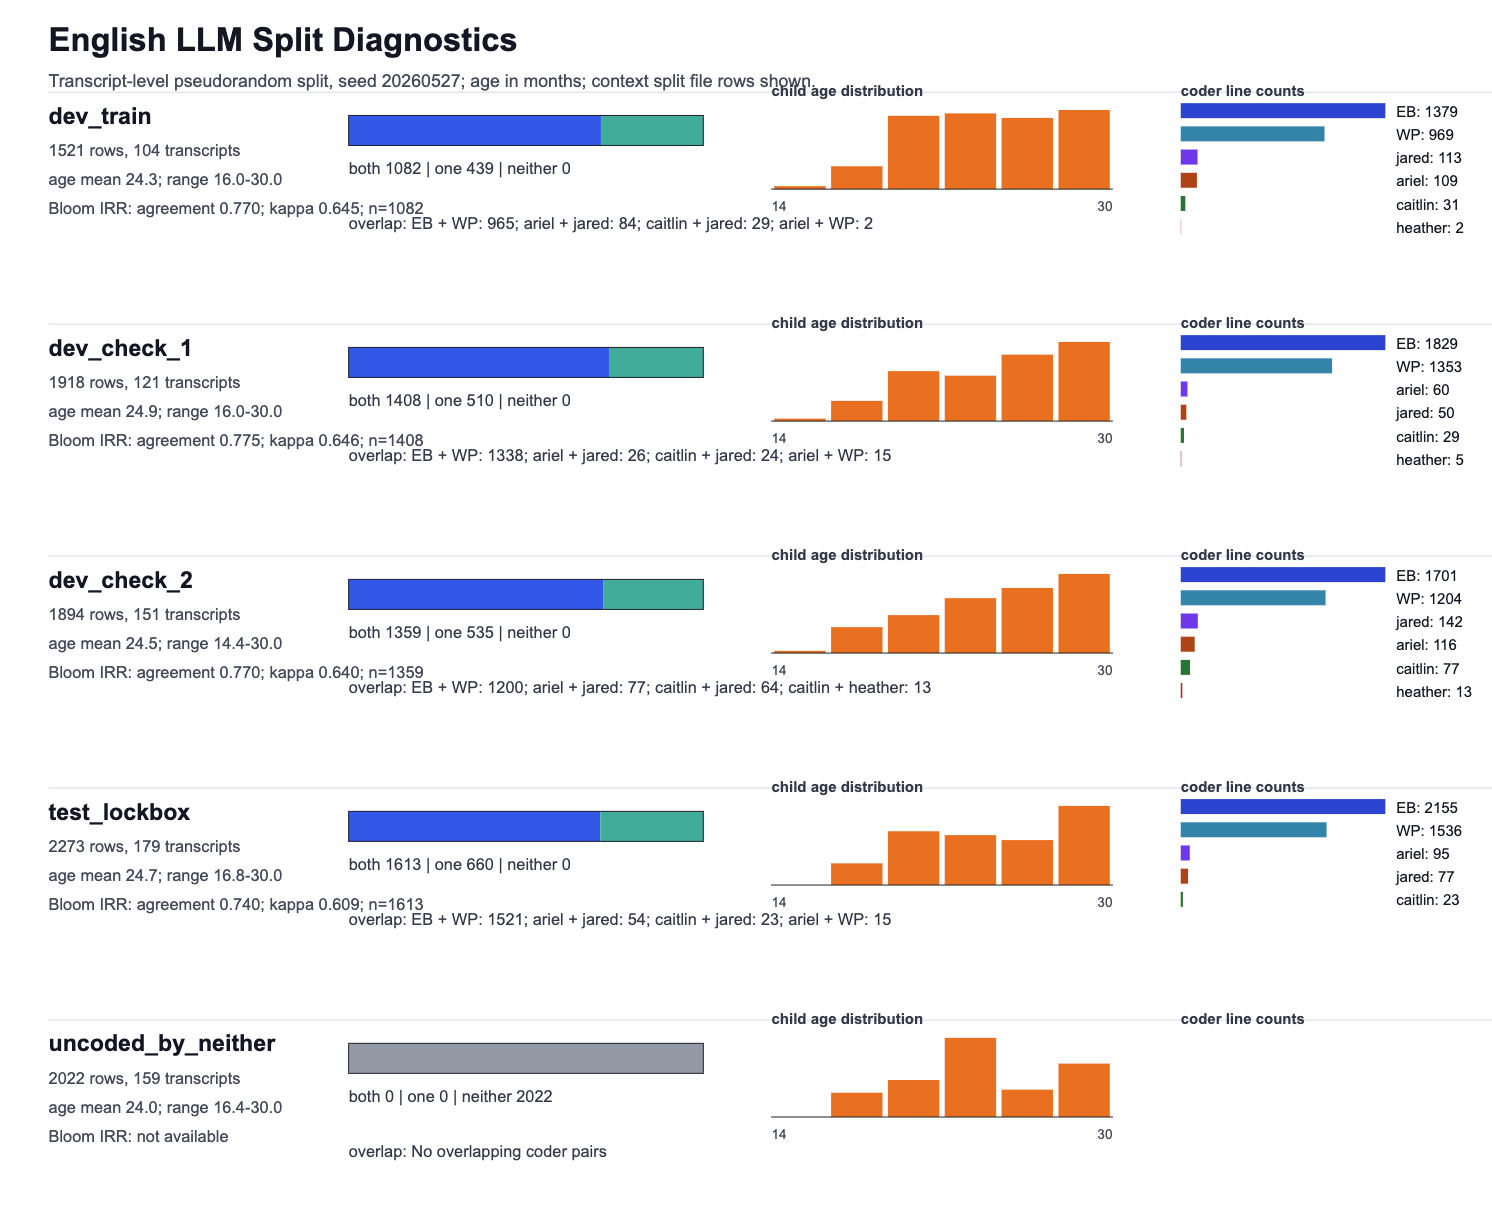 English LLM Split Diagnostics
Transcript-level pseudorandom split, seed 20260527; age in months; context split file rows shown.
dev_train
1521 rows, 104 transcripts
age mean 24.3; range 16.0-30.0
Bloom IRR: agreement 0.770; kappa 0.645; n=1082
both 1082 | one 439 | neither 0
overlap: EB + WP: 965; ariel + jared: 84; caitlin + jared: 29; ariel + WP: 2
child age distribution
14 30
coder line counts
EB: 1379
WP: 969
jared: 113
ariel: 109
caitlin: 31
heather: 2
dev_check_1
1918 rows, 121 transcripts
age mean 24.9; range 16.0-30.0
Bloom IRR: agreement 0.775; kappa 0.646; n=1408
both 1408 | one 510 | neither 0
overlap: EB + WP: 1338; ariel + jared: 26; caitlin + jared: 24; ariel + WP: 15
child age distribution
14 30
coder line counts
EB: 1829
WP: 1353
ariel: 60
jared: 50
caitlin: 29
heather: 5
dev_check_2
1894 rows, 151 transcripts
age mean 24.5; range 14.4-30.0
Bloom IRR: agreement 0.770; kappa 0.640; n=1359
both 1359 | one 535 | neither 0
overlap: EB + WP: 1200; ariel + jared: 77; caitlin + jared: 64; caitlin + heather: 13
child age distribution
14 30
coder line counts
EB: 1701
WP: 1204
jared: 142
ariel: 116
caitlin: 77
heather: 13
test_lockbox
2273 rows, 179 transcripts
age mean 24.7; range 16.8-30.0
Bloom IRR: agreement 0.740; kappa 0.609; n=1613
both 1613 | one 660 | neither 0
overlap: EB + WP: 1521; ariel + jared: 54; caitlin + jared: 23; ariel + WP: 15
child age distribution
14 30
coder line counts
EB: 2155
WP: 1536
ariel: 95
jared: 77
caitlin: 23
uncoded_by_neither
2022 rows, 159 transcripts
age mean 24.0; range 16.4-30.0
Bloom IRR: not available
both 0 | one 0 | neither 2022
overlap: No overlapping coder pairs
child age distribution
14 30
coder line counts